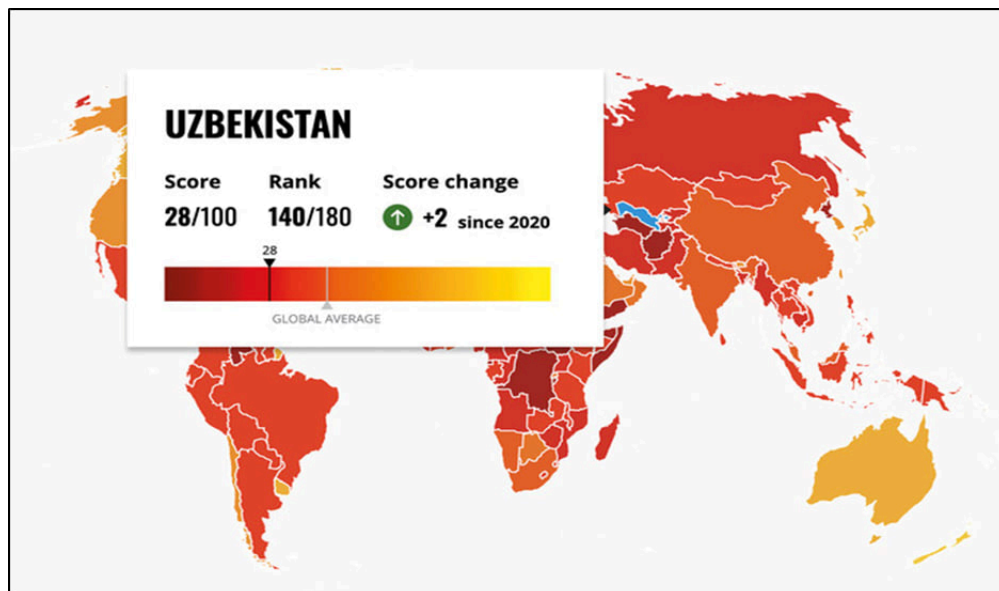 UZBEKISTAN
Score Rank Score change
28/100 140/180 +2 since 2020
28
GLOBAL AVERAGE